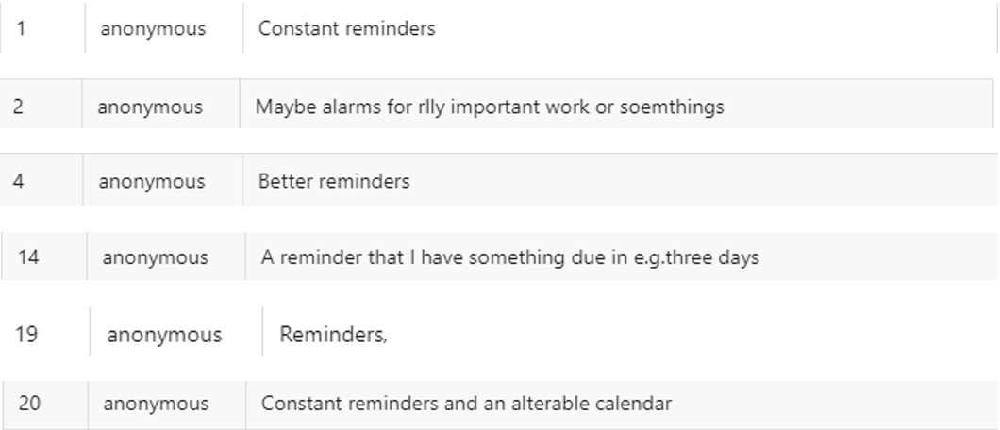 1 anonymous Constant reminders
2 anonymous Maybe alarms for rlly important work or soemthings
4 anonymous Better reminders
14 anonymous A reminder that I have something due in e.g.three days
19 anonymous Reminders,
20 anonymous Constant reminders and an alterable calendar